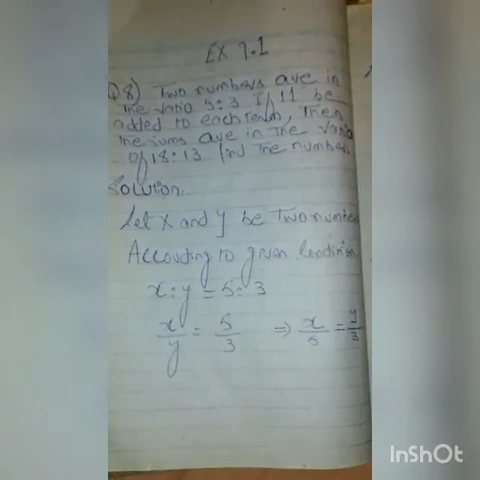 EX 7.1
Q8) Two numbers are in
the ratio 5:3 If 11 be
added to each term, Then
the sums are in the ratio
of 18:13 find the number
Solution.
Let x and y be Two number
According to given Condition
x:y = 5:3
x/y = 5/3 ⇒ x/5 = y/3
InShOt